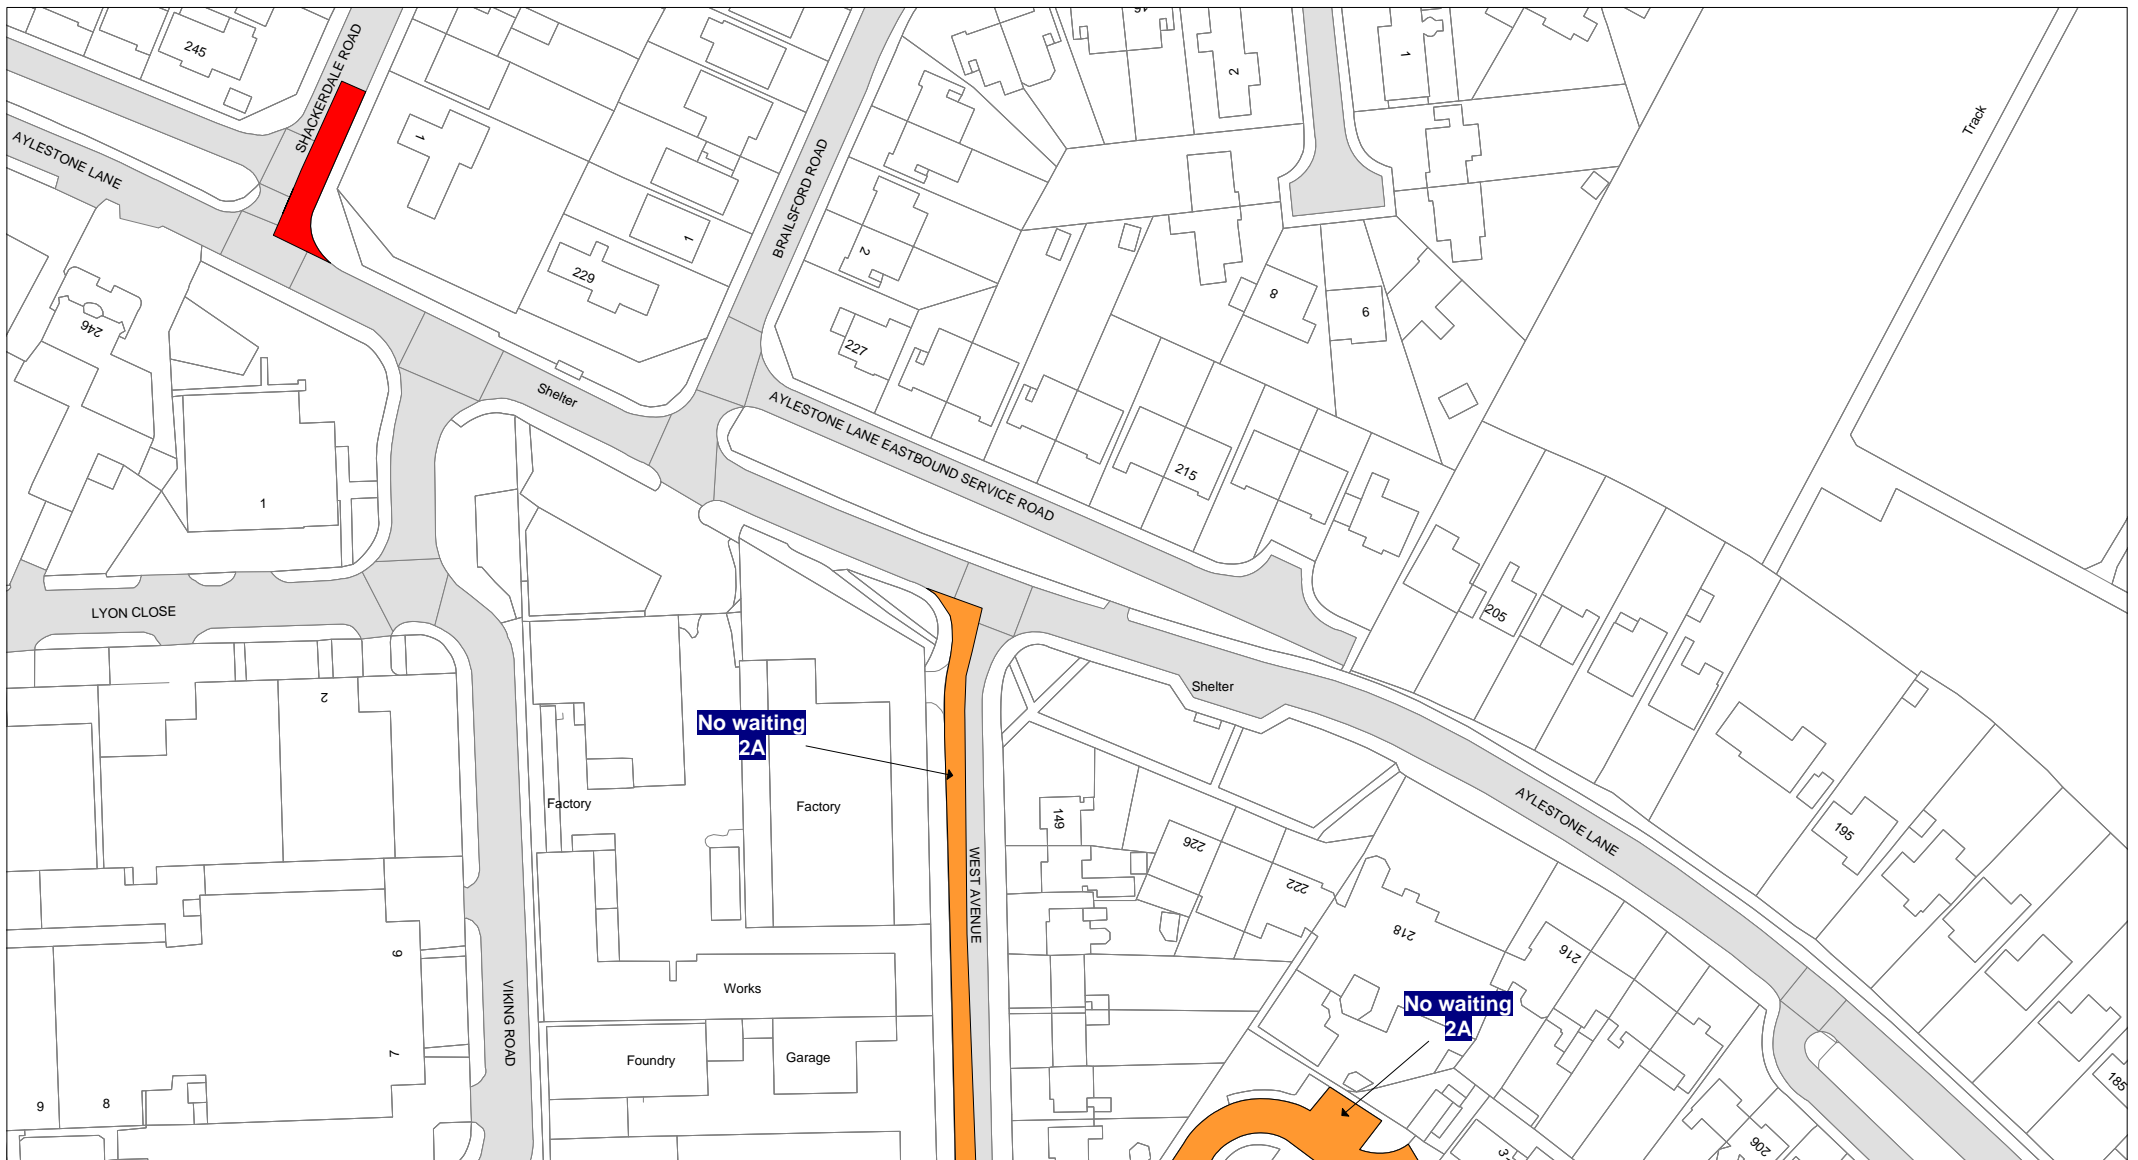 245
SHACKERDALE ROAD
AYLESTONE LANE
1
BRAILSFORD ROAD
2
1
Track
1
229
2
227
8
6
246
Shelter
AYLESTONE LANE EASTBOUND SERVICE ROAD
215
1
205
LYON CLOSE
2
Shelter
No waiting
2A
Factory
Factory
149
226
222
AYLESTONE LANE
195
WEST AVENUE
218
216
9
7
VIKING ROAD
Works
No waiting
2A
Foundry
Garage
9
8
185
206